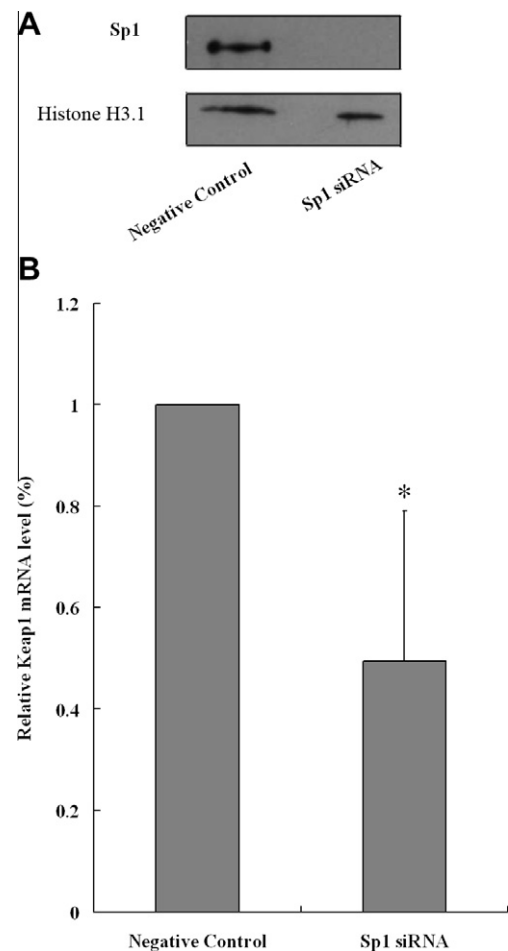 A
Sp1
Histone H3.1
Negative Control
Sp1 siRNA
B
Relative Keap1 mRNA level (%)
1.2
1
0.8
0.6
0.4
0.2
0
*
Negative Control
Sp1 siRNA